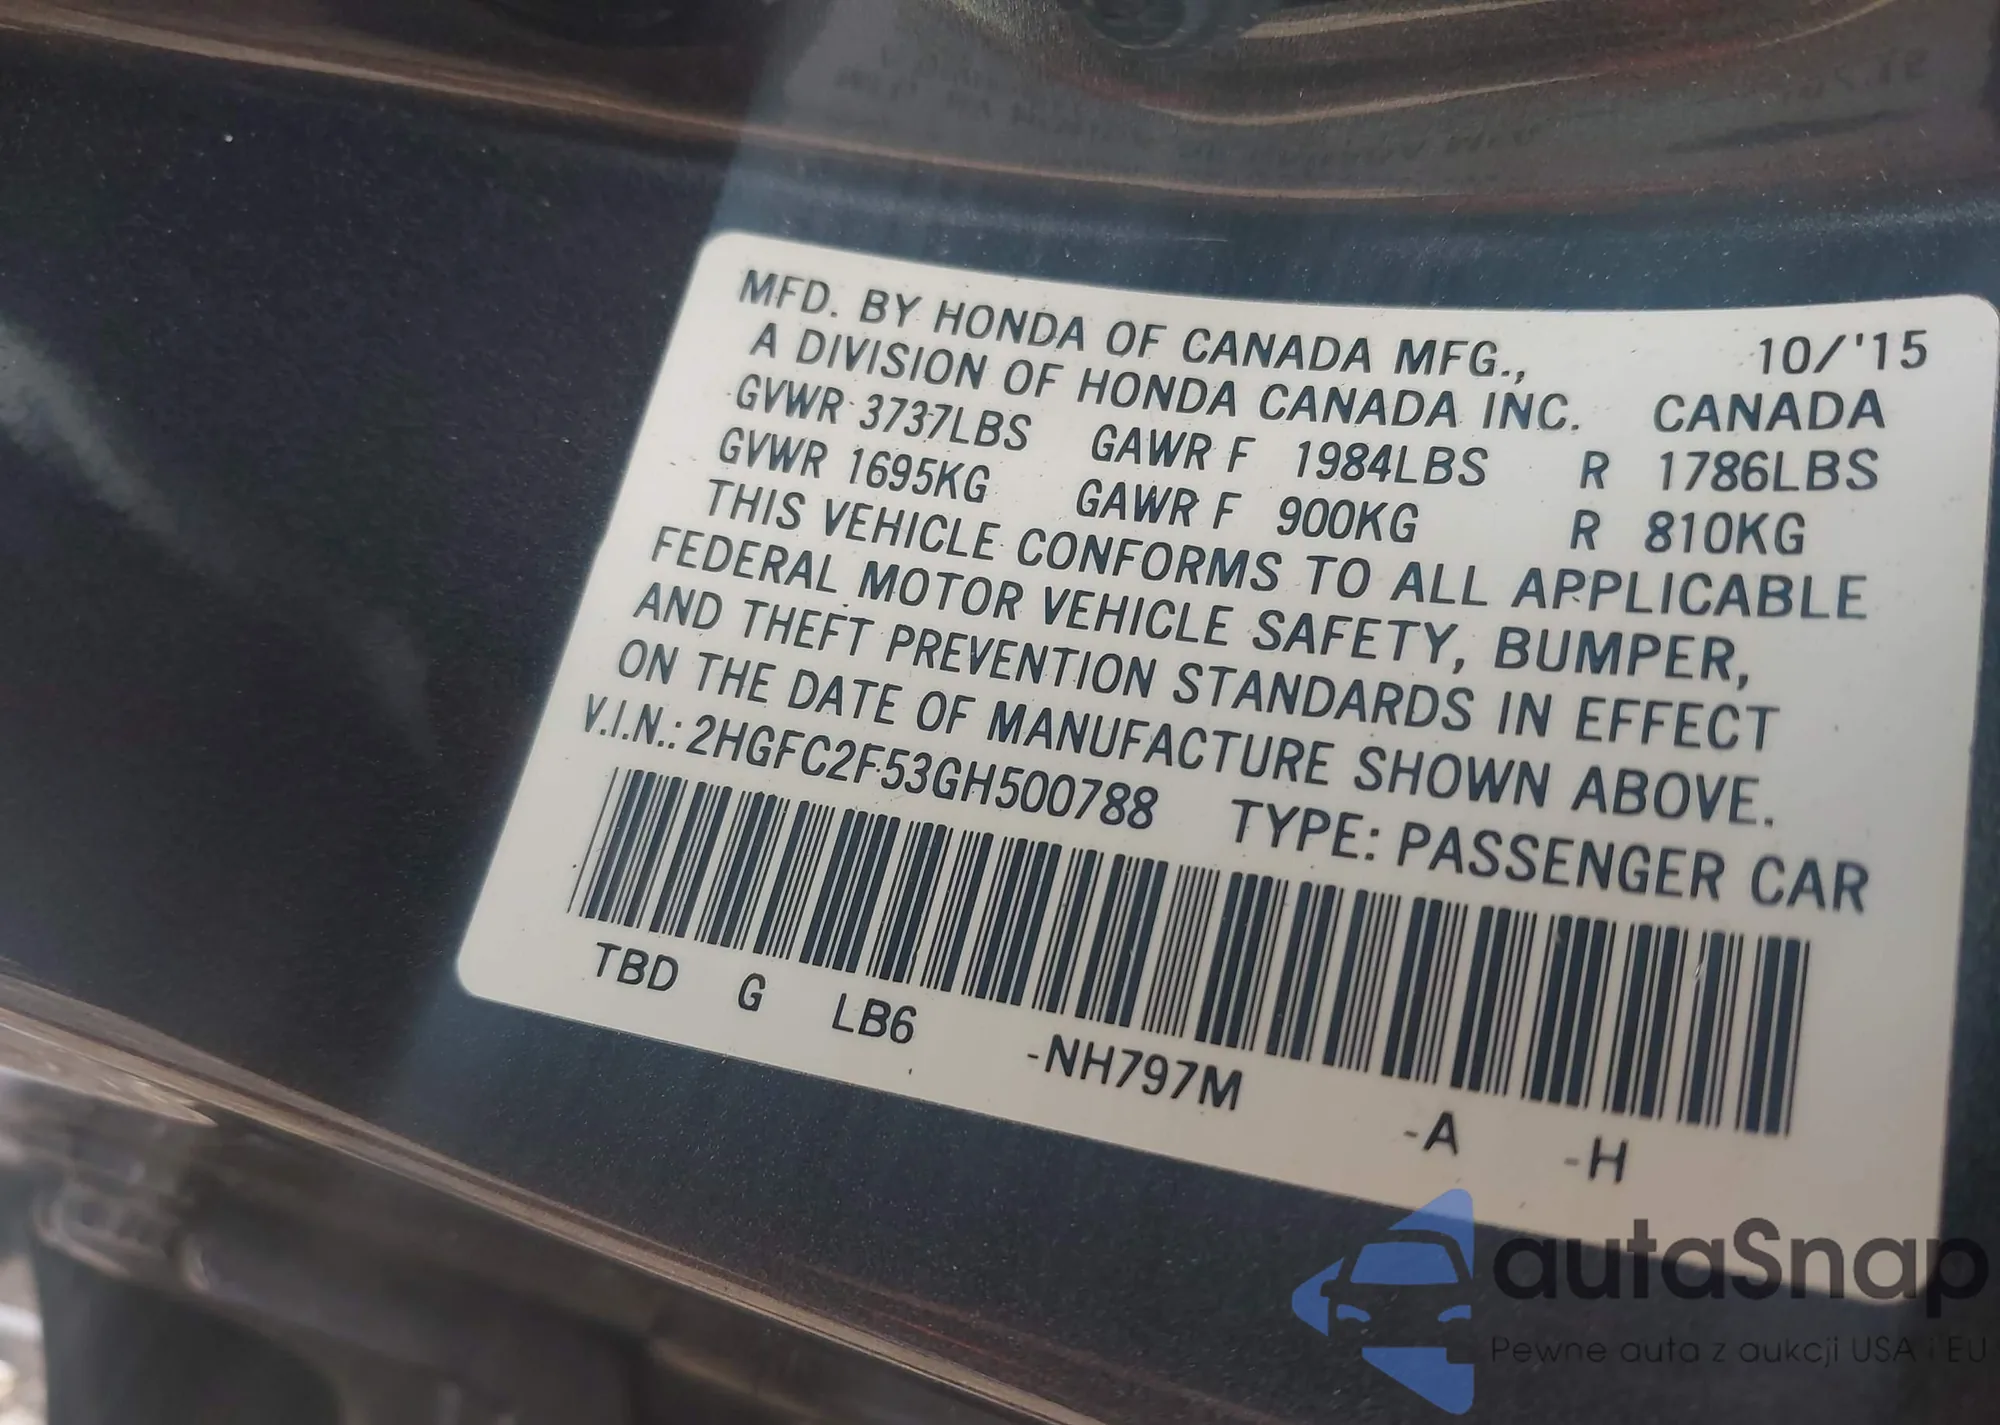 MFD. BY HONDA OF CANADA MFG., 10/'15
A DIVISION OF HONDA CANADA INC. CANADA
GVWR 3737LBS GAWR F 1984LBS R 1786LBS
GVWR 1695KG GAWR F 900KG R 810KG
THIS VEHICLE CONFORMS TO ALL APPLICABLE
FEDERAL MOTOR VEHICLE SAFETY, BUMPER,
AND THEFT PREVENTION STANDARDS IN EFFECT
ON THE DATE OF MANUFACTURE SHOWN ABOVE.
V.I.N.: 2HGFC2F53GH500788 TYPE: PASSENGER CAR
TBD G LB6 -NH797M -A -H
autaSnap
Pewne auta z aukcji USA i EU